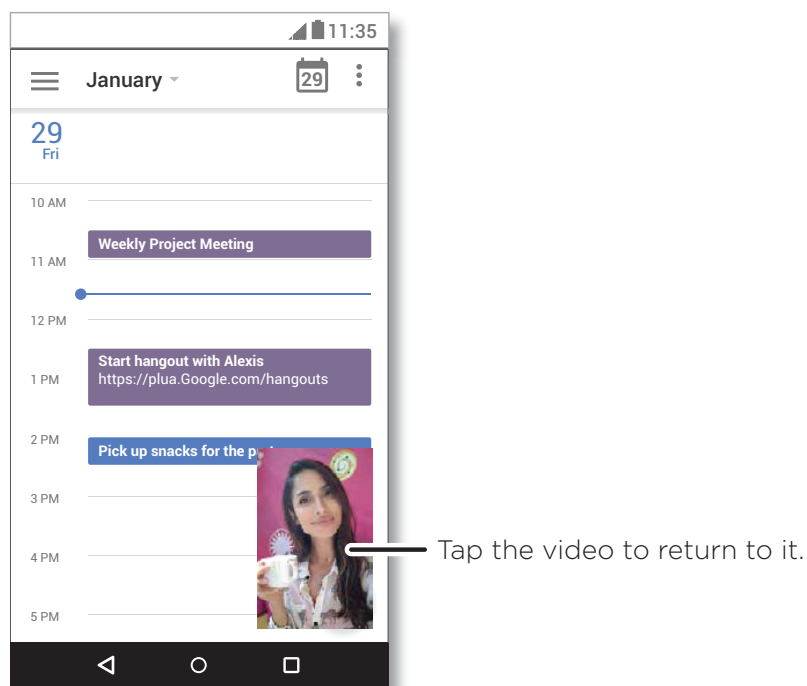 11:35
January
29
29
Fri
10 AM
Weekly Project Meeting
11 AM
12 PM
Start hangout with Alexis
https://plua.Google.com/hangouts
1 PM
2 PM
Pick up snacks for the
3 PM
Tap the video to return to it.
4 PM
5 PM